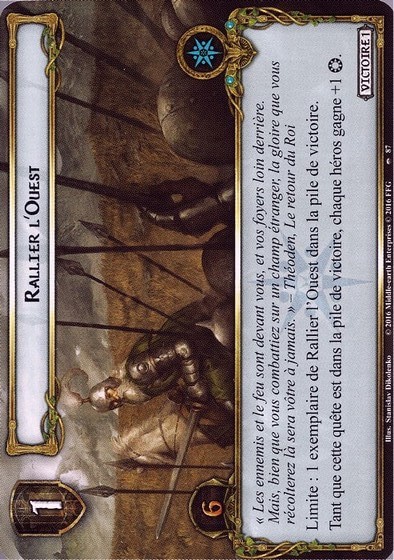 1
RALLIER L'OUEST
6
« Les ennemis et le feu sont devant vous, et vos foyers loin derrière.
Mais, bien que vous combattiez sur un champ étranger, la gloire que vous
récolterez là sera vôtre à jamais. » – Théoden, Le retour du Roi
Limite : 1 exemplaire de Rallier l'Ouest dans la pile de victoire.
Tant que cette quête est dans la pile de victoire, chaque héros gagne +1 .
VICTOIRE 1
Illus. Stanislav Dikolenko
© 2016 Middle-earth Enterprises © 2016 FFG
87